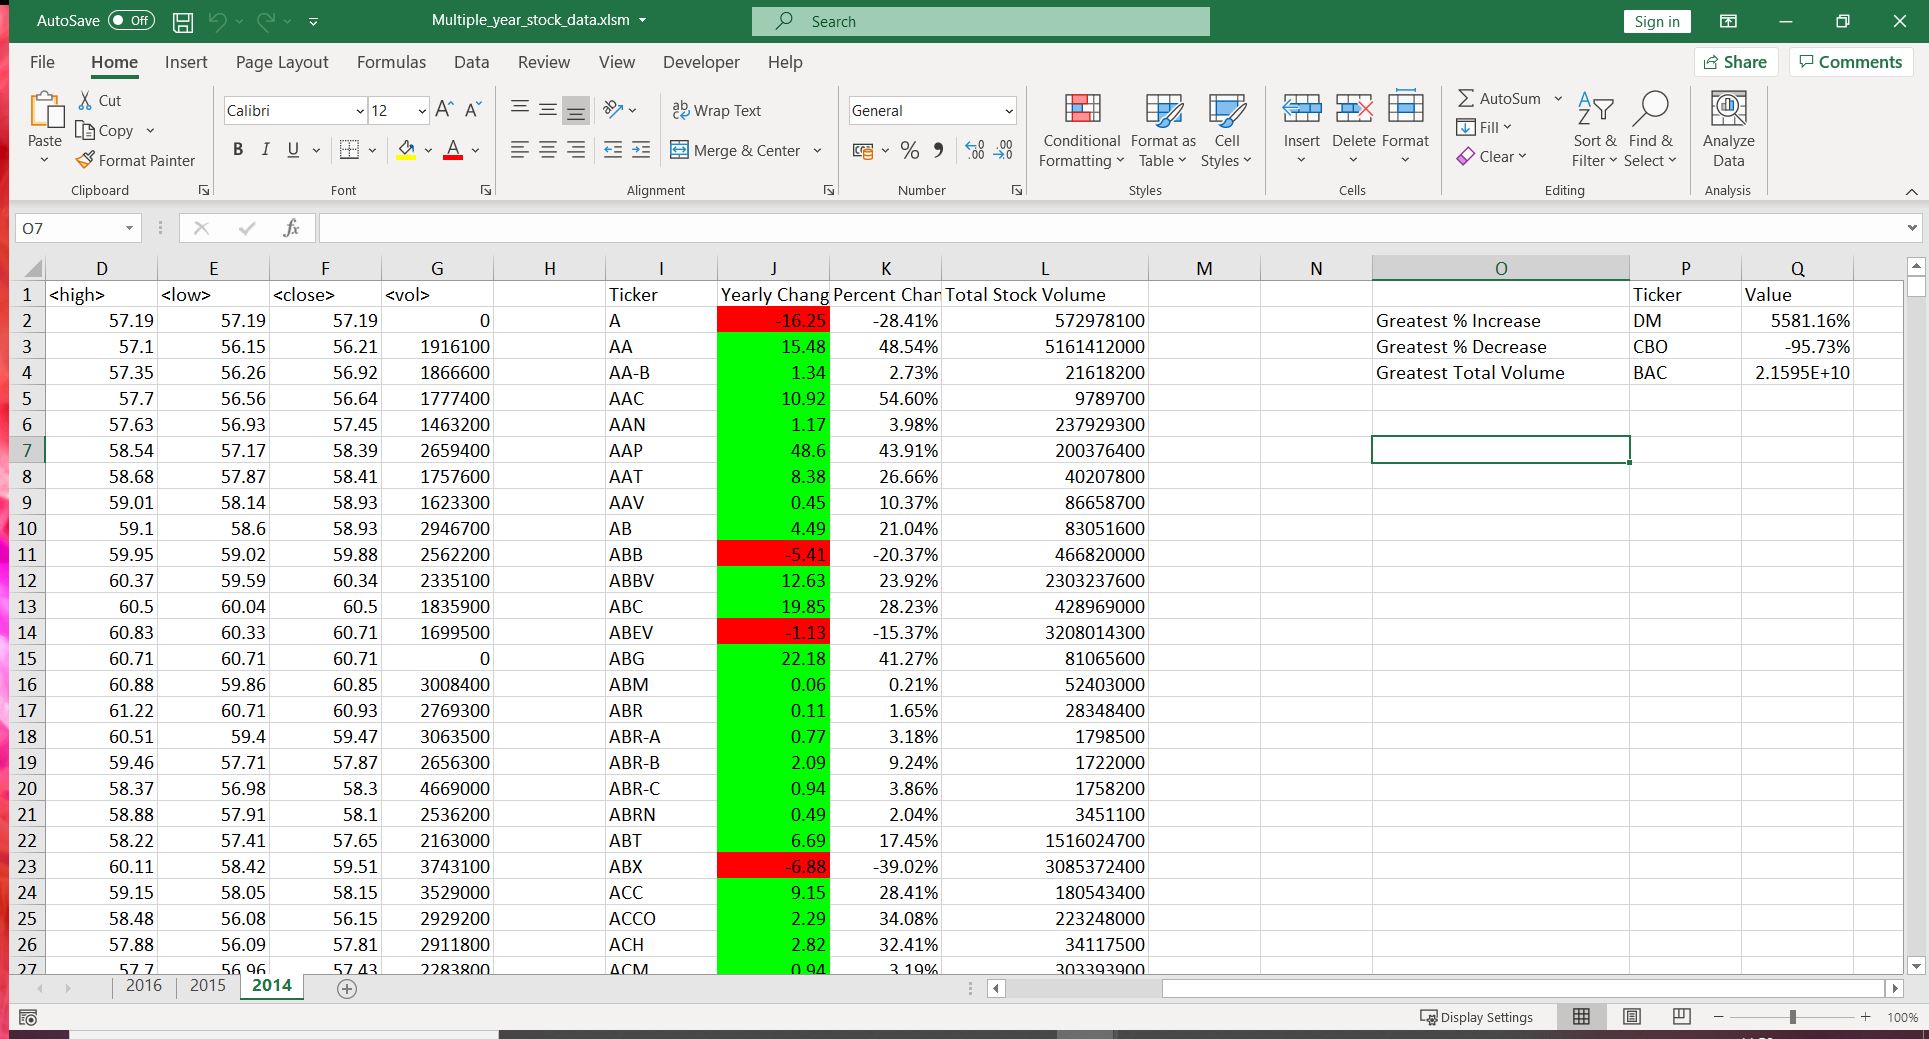 AutoSave Off Multiple_year_stock_data.xlsm Search Sign in
File Home Insert Page Layout Formulas Data Review View Developer Help Share Comments
Paste Cut
Copy
Format Painter
Clipboard
Calibri 12
B I U A
Font
Wrap Text
Merge & Center
Alignment
General
Number
Conditional Formatting
Format as Table
Cell Styles
Styles
Insert Delete Format
Cells
AutoSum
Fill
Clear
Sort & Filter
Find & Select
Editing
Analyze Data
Analysis
O7 fx
D E F G H I J K L M N O P Q
1 <high> <low> <close> <vol> Ticker Yearly Chang Percent Chan Total Stock Volume Ticker Value
2 57.19 57.19 57.19 0 A -16.25 -28.41% 572978100 Greatest % Increase DM 5581.16%
3 57.1 56.15 56.21 1916100 AA 15.48 48.54% 5161412000 Greatest % Decrease CBO -95.73%
4 57.35 56.26 56.92 1866600 AA-B 1.34 2.73% 21618200 Greatest Total Volume BAC 2.1595E+10
5 57.7 56.56 56.64 1777400 AAC 10.92 54.60% 9789700
6 57.63 56.93 57.45 1463200 AAN 1.17 3.98% 237929300
7 58.54 57.17 58.39 2659400 AAP 48.6 43.91% 200376400
8 58.68 57.87 58.41 1757600 AAT 8.38 26.66% 40207800
9 59.01 58.14 58.93 1623300 AAV 0.45 10.37% 86658700
10 59.1 58.6 58.93 2946700 AB 4.49 21.04% 83051600
11 59.95 59.02 59.88 2562200 ABB -5.41 -20.37% 466820000
12 60.37 59.59 60.34 2335100 ABBV 12.63 23.92% 2303237600
13 60.5 60.04 60.5 1835900 ABC 19.85 28.23% 428969000
14 60.83 60.33 60.71 1699500 ABEV -1.13 -15.37% 3208014300
15 60.71 60.71 60.71 0 ABG 22.18 41.27% 81065600
16 60.88 59.86 60.85 3008400 ABM 0.06 0.21% 52403000
17 61.22 60.71 60.93 2769300 ABR 0.11 1.65% 28348400
18 60.51 59.4 59.47 3063500 ABR-A 0.77 3.18% 1798500
19 59.46 57.71 57.87 2656300 ABR-B 2.09 9.24% 1722000
20 58.37 56.98 58.3 4669000 ABR-C 0.94 3.86% 1758200
21 58.88 57.91 58.1 2536200 ABRN 0.49 2.04% 3451100
22 58.22 57.41 57.65 2163000 ABT 6.69 17.45% 1516024700
23 60.11 58.42 59.51 3743100 ABX -6.88 -39.02% 3085372400
24 59.15 58.05 58.15 3529000 ACC 9.15 28.41% 180543400
25 58.48 56.08 56.15 2929200 ACCO 2.29 34.08% 223248000
26 57.88 56.09 57.81 2911800 ACH 2.82 32.41% 34117500
27 57.7 56.96 57.43 2283800 ACM 0.94 3.19% 303393900
2016 2015 2014
Display Settings 100%